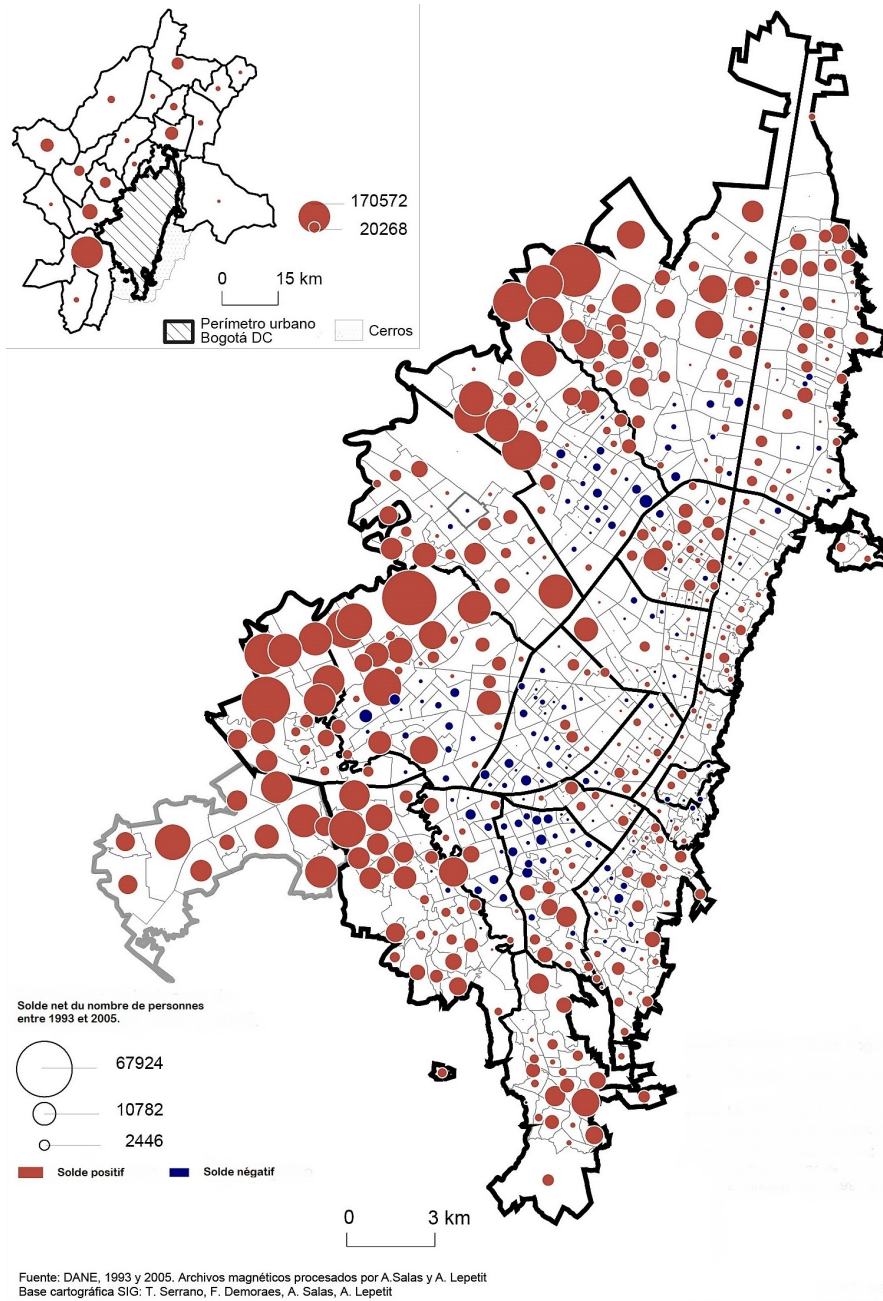 170572
20268
0 15 km
Perímetro urbano
Bogotá DC
Cerros
Solde net du nombre de personnes
entre 1993 et 2005.
67924
10782
2446
Solde positif Solde négatif
0 3 km
Fuente: DANE, 1993 y 2005. Archivos magnéticos procesados por A.Salas y A. Lepetit
Base cartográfica SIG: T. Serrano, F. Demoraes, A. Salas, A. Lepetit